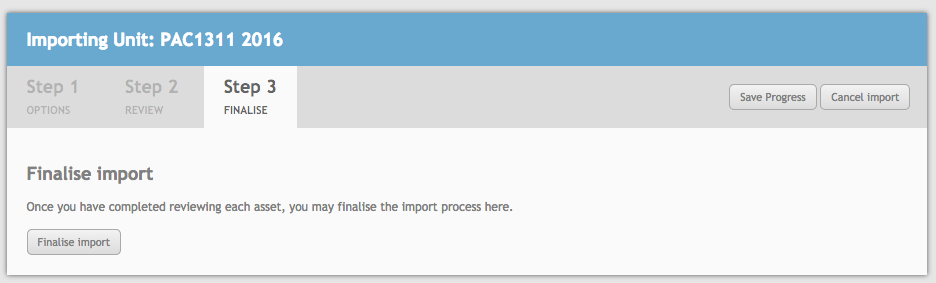 Importing Unit: PAC1311 2016
Step 1
OPTIONS
Step 2
REVIEW
Step 3
FINALISE
Save Progress
Cancel import
Finalise import
Once you have completed reviewing each asset, you may finalise the import process here.
Finalise import